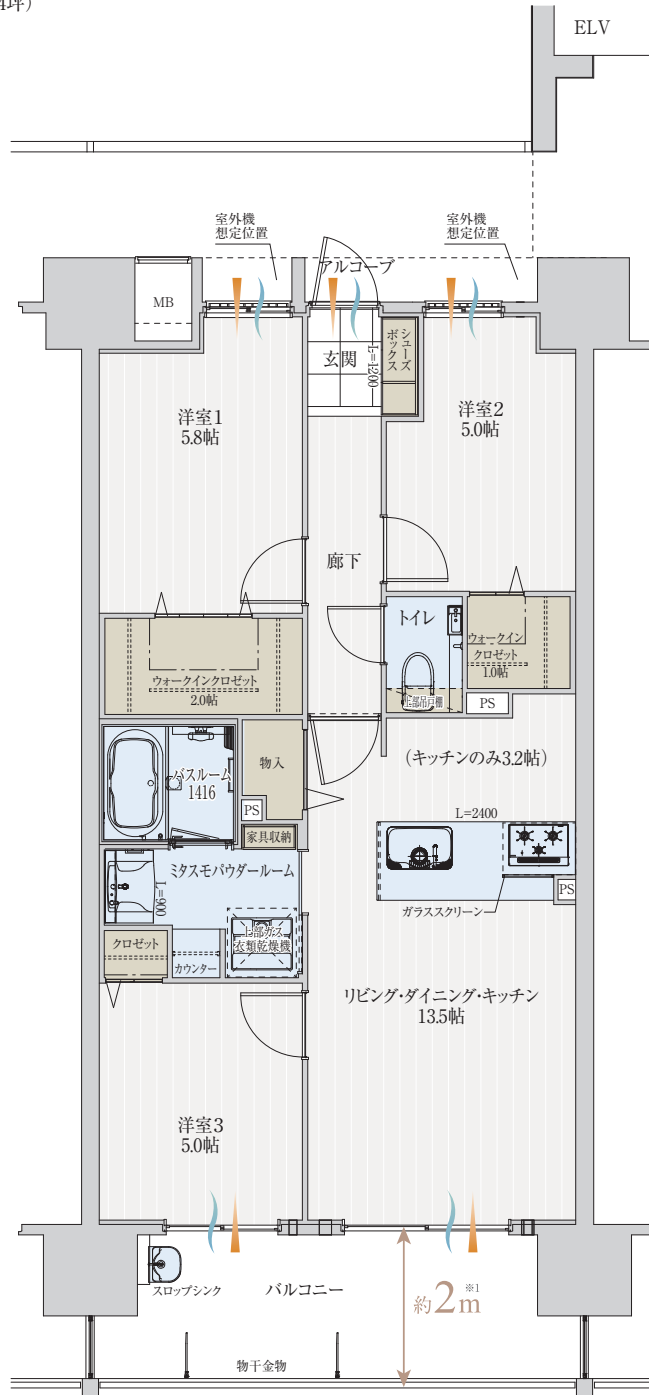 4坪)
ELV
室外機
想定位置
室外機
想定位置
アルコーブ
MB
玄関
L=1200
シューズ
ボックス
洋室1
5.8帖
洋室2
5.0帖
廊下
トイレ
上部吊戸棚
ウォークイン
クロゼット
1.0帖
PS
ウォークインクロゼット
2.0帖
バスルーム
1416
物入
PS
家具収納
(キッチンのみ3.2帖)
L=2400
PS
ガラススクリーン
ミタスモパウダールーム
L=900
上部ガス
衣類乾燥機
クロゼット
カウンター
リビング・ダイニング・キッチン
13.5帖
洋室3
5.0帖
スロップシンク
バルコニー
約2m※1
物干金物